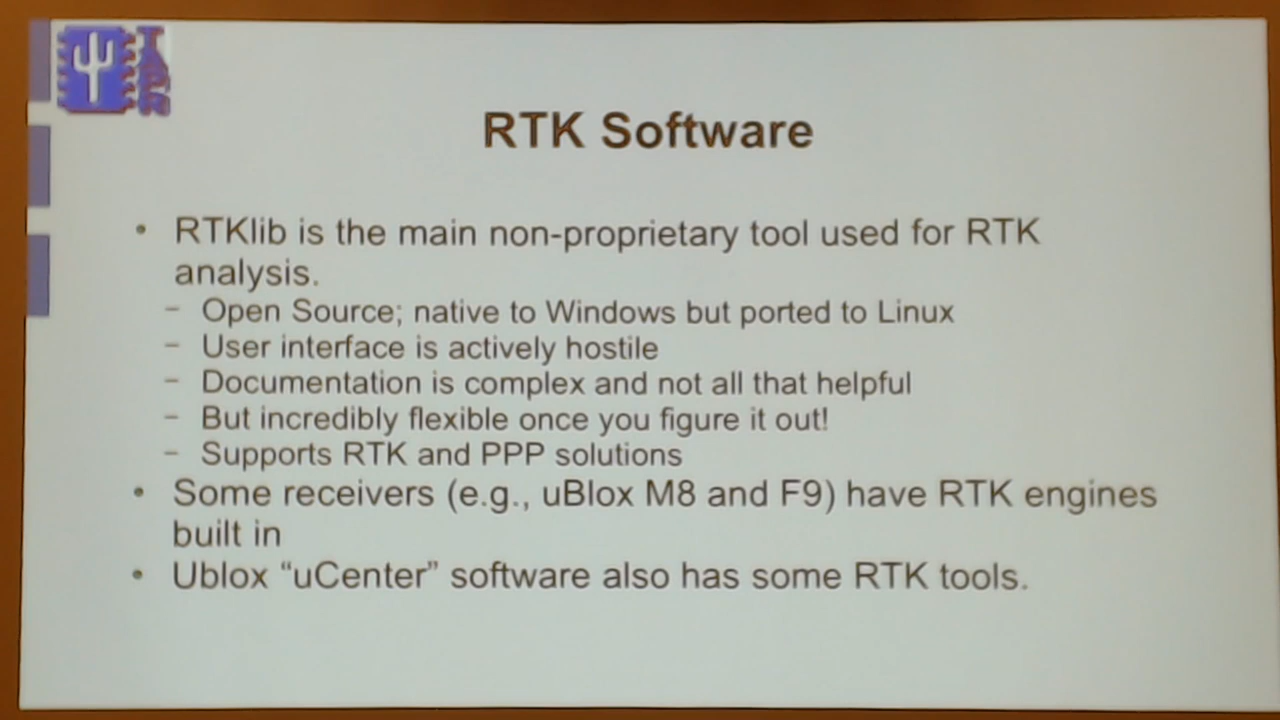 TAPR
RTK Software
• RTKlib is the main non-proprietary tool used for RTK
analysis.
– Open Source; native to Windows but ported to Linux
– User interface is actively hostile
– Documentation is complex and not all that helpful
– But incredibly flexible once you figure it out!
– Supports RTK and PPP solutions
• Some receivers (e.g., uBlox M8 and F9) have RTK engines
built in
• Ublox “uCenter” software also has some RTK tools.